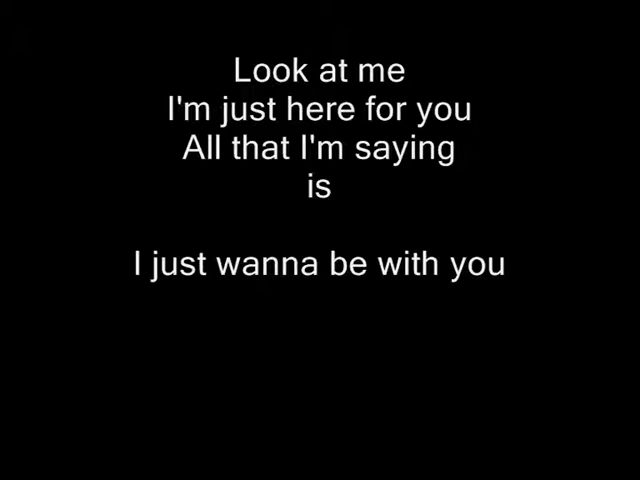 Look at me
I'm just here for you
All that I'm saying
is
I just wanna be with you